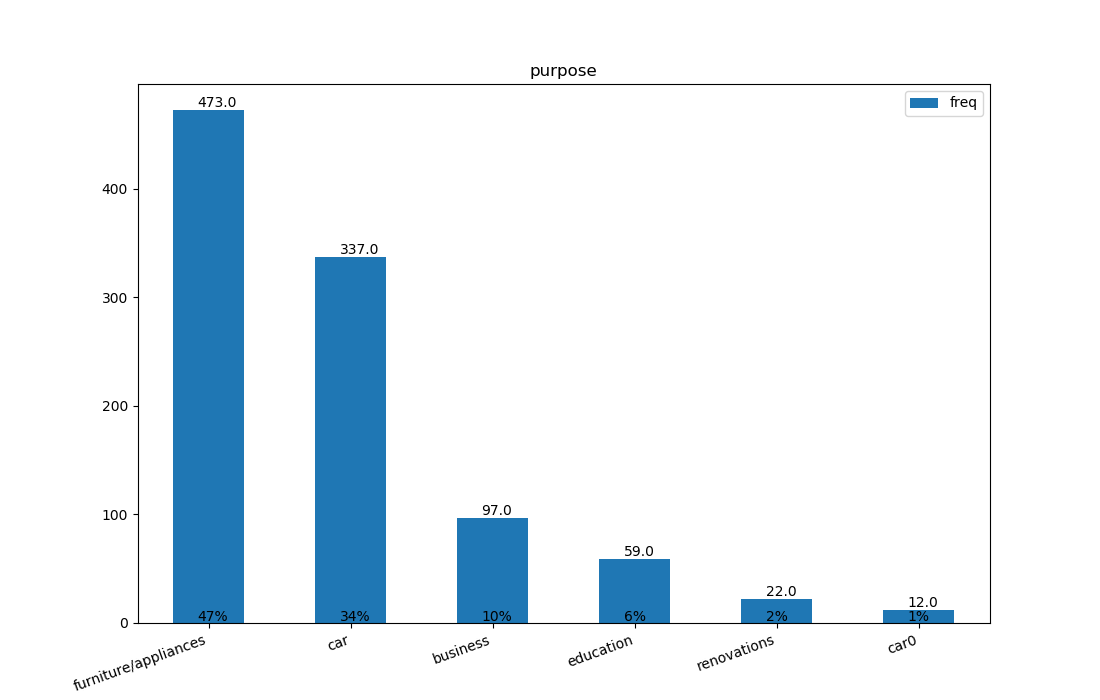 purpose
freq
473.0
337.0
97.0
59.0
22.0
12.0
400
300
200
100
0
47%
34%
10%
6%
2%
1%
furniture/appliances
car
business
education
renovations
car0